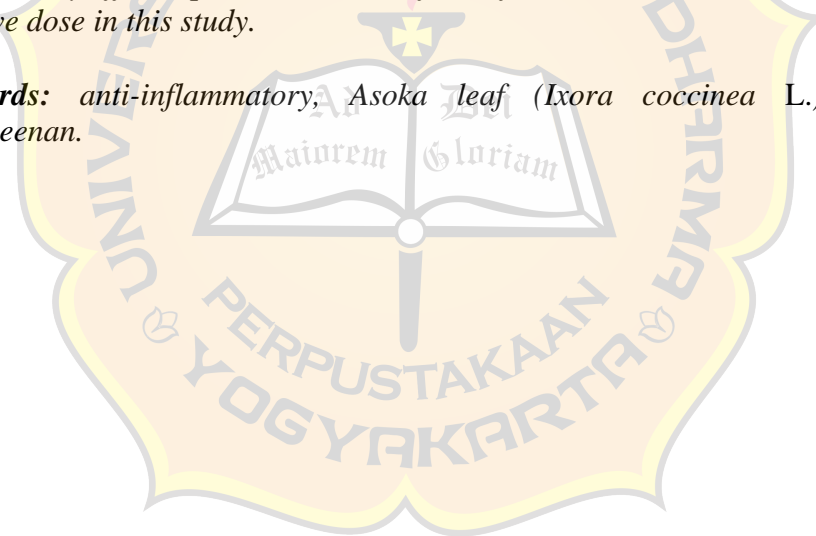 ve dose in this study.
rds: anti-inflammatory, Asoka leaf (Ixora coccinea L.)
eenan.
Ad Dei
Maiorem Gloriam
DHARMA
PERPUSTAKAAN
YOGYAKARTA